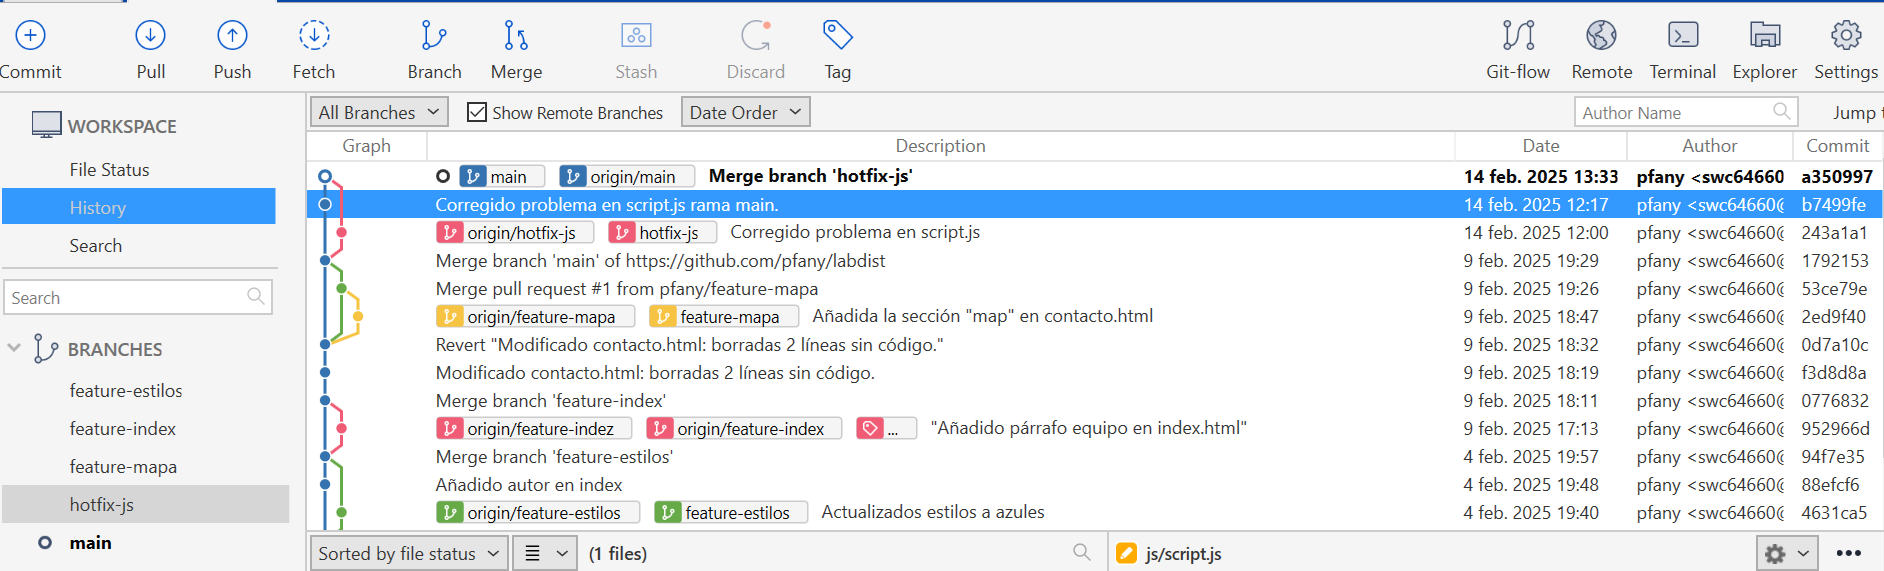 Commit Pull Push Fetch Branch Merge Stash Discard Tag Git-flow Remote Terminal Explorer Settings
WORKSPACE
File Status
History
Search
Search
BRANCHES
feature-estilos
feature-index
feature-mapa
hotfix-js
main
All Branches Show Remote Branches Date Order Author Name Jump
Graph Description Date Author Commit
main origin/main Merge branch 'hotfix-js' 14 feb. 2025 13:33 pfany <swc64660 a350997
Corregido problema en script.js rama main. 14 feb. 2025 12:17 pfany <swc64660@ b7499fe
origin/hotfix-js hotfix-js Corregido problema en script.js 14 feb. 2025 12:00 pfany <swc64660@ 243a1a1
Merge branch 'main' of https://github.com/pfany/labdist 9 feb. 2025 19:29 pfany <swc64660@ 1792153
Merge pull request #1 from pfany/feature-mapa 9 feb. 2025 19:26 pfany <swc64660@ 53ce79e
origin/feature-mapa feature-mapa Añadida la sección "map" en contacto.html 9 feb. 2025 18:47 pfany <swc64660@ 2ed9f40
Revert "Modificado contacto.html: borradas 2 líneas sin código." 9 feb. 2025 18:32 pfany <swc64660@ 0d7a10c
Modificado contacto.html: borradas 2 líneas sin código. 9 feb. 2025 18:19 pfany <swc64660@ f3d8d8a
Merge branch 'feature-index' 9 feb. 2025 18:11 pfany <swc64660@ 0776832
origin/feature-indez origin/feature-index ... "Añadido párrafo equipo en index.html" 9 feb. 2025 17:13 pfany <swc64660@ 952966d
Merge branch 'feature-estilos' 4 feb. 2025 19:57 pfany <swc64660@ 94f7e35
Añadido autor en index 4 feb. 2025 19:48 pfany <swc64660@ 88efcf6
origin/feature-estilos feature-estilos Actualizados estilos a azules 4 feb. 2025 19:40 pfany <swc64660@ 4631ca5
Sorted by file status (1 files) js/script.js